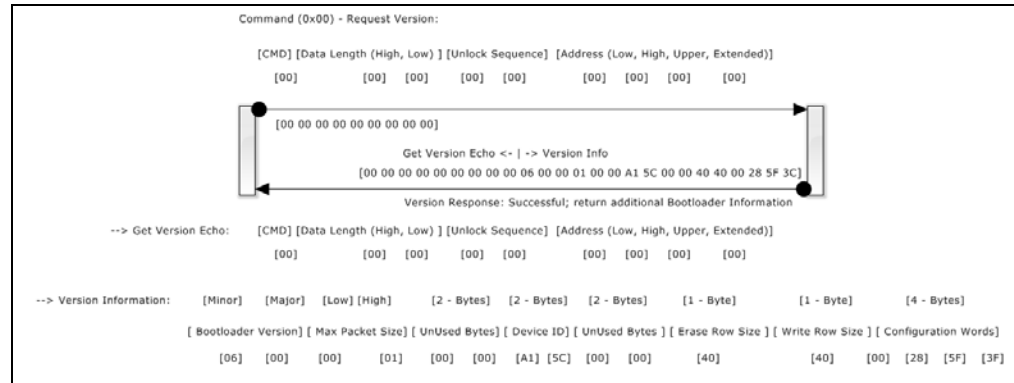 Command (0x00) - Request Version:
[CMD] [Data Length (High, Low) ] [Unlock Sequence] [Address (Low, High, Upper, Extended)]
[00] [00] [00] [00] [00] [00] [00] [00] [00]
[00 00 00 00 00 00 00 00 00]
Get Version Echo <- | -> Version Info
[00 00 00 00 00 00 00 00 00 06 00 00 01 00 00 A1 5C 00 00 40 40 00 28 5F 3C]
Version Response: Successful; return additional Bootloader Information
--> Get Version Echo: [CMD] [Data Length (High, Low) ] [Unlock Sequence] [Address (Low, High, Upper, Extended)]
[00] [00] [00] [00] [00] [00] [00] [00] [00]
--> Version Information: [Minor] [Major] [Low] [High] [2 - Bytes] [2 - Bytes] [2 - Bytes] [1 - Byte] [1 - Byte] [4 - Bytes]
[ Bootloader Version] [ Max Packet Size] [ UnUsed Bytes] [ Device ID] [ UnUsed Bytes ] [ Erase Row Size ] [ Write Row Size ] [ Configuration Words]
[06] [00] [00] [01] [00] [00] [A1] [5C] [00] [00] [40] [40] [00] [28] [5F] [3F]